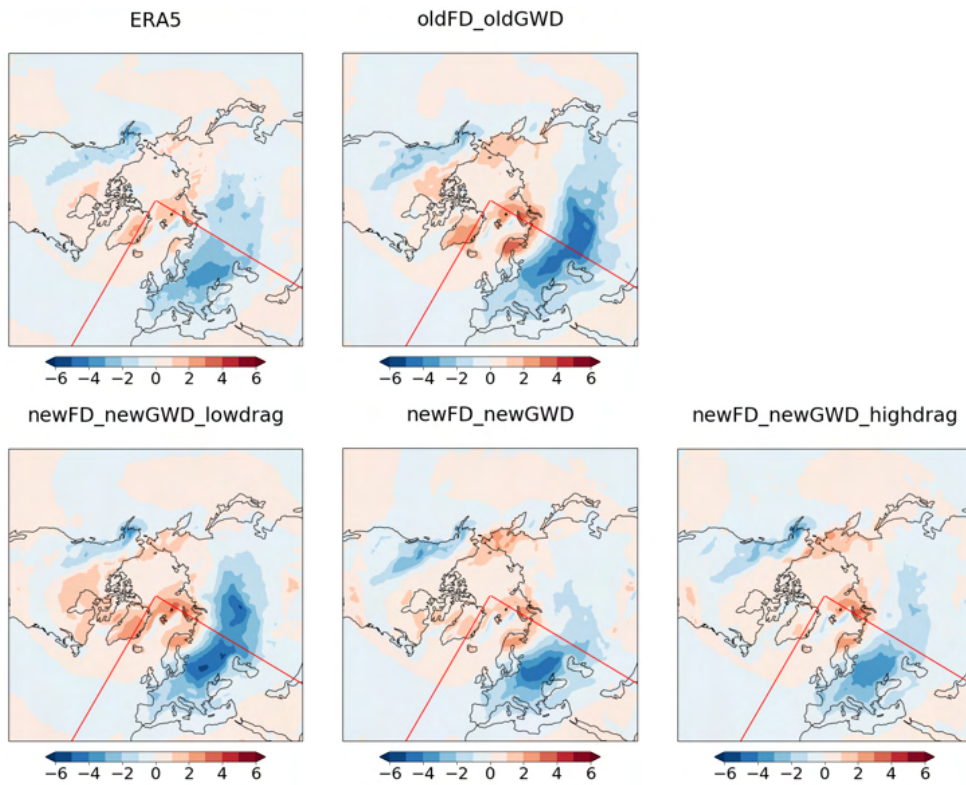 ERA5 oldFD_oldGWD
−6 −4 −2 0 2 4 6 −6 −4 −2 0 2 4 6
newFD_newGWD_lowdrag newFD_newGWD newFD_newGWD_highdrag
−6 −4 −2 0 2 4 6 −6 −4 −2 0 2 4 6 −6 −4 −2 0 2 4 6